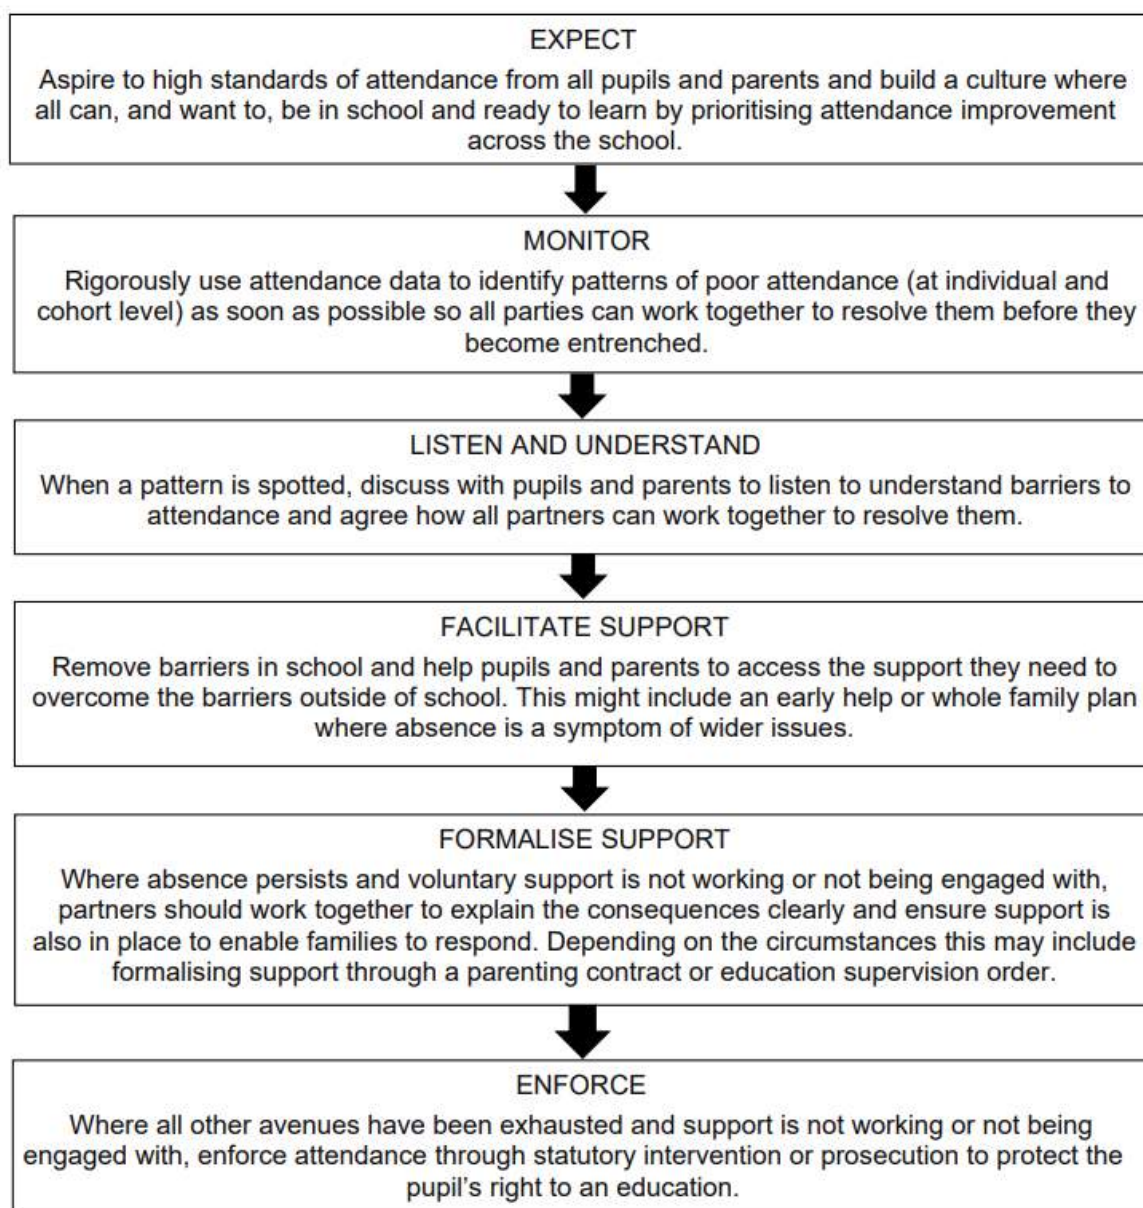 EXPECT
Aspire to high standards of attendance from all pupils and parents and build a culture where
all can, and want to, be in school and ready to learn by prioritising attendance improvement
across the school.
MONITOR
Rigorously use attendance data to identify patterns of poor attendance (at individual and
cohort level) as soon as possible so all parties can work together to resolve them before they
become entrenched.
LISTEN AND UNDERSTAND
When a pattern is spotted, discuss with pupils and parents to listen to understand barriers to
attendance and agree how all partners can work together to resolve them.
FACILITATE SUPPORT
Remove barriers in school and help pupils and parents to access the support they need to
overcome the barriers outside of school. This might include an early help or whole family plan
where absence is a symptom of wider issues.
FORMALISE SUPPORT
Where absence persists and voluntary support is not working or not being engaged with,
partners should work together to explain the consequences clearly and ensure support is
also in place to enable families to respond. Depending on the circumstances this may include
formalising support through a parenting contract or education supervision order.
ENFORCE
Where all other avenues have been exhausted and support is not working or not being
engaged with, enforce attendance through statutory intervention or prosecution to protect the
pupil's right to an education.